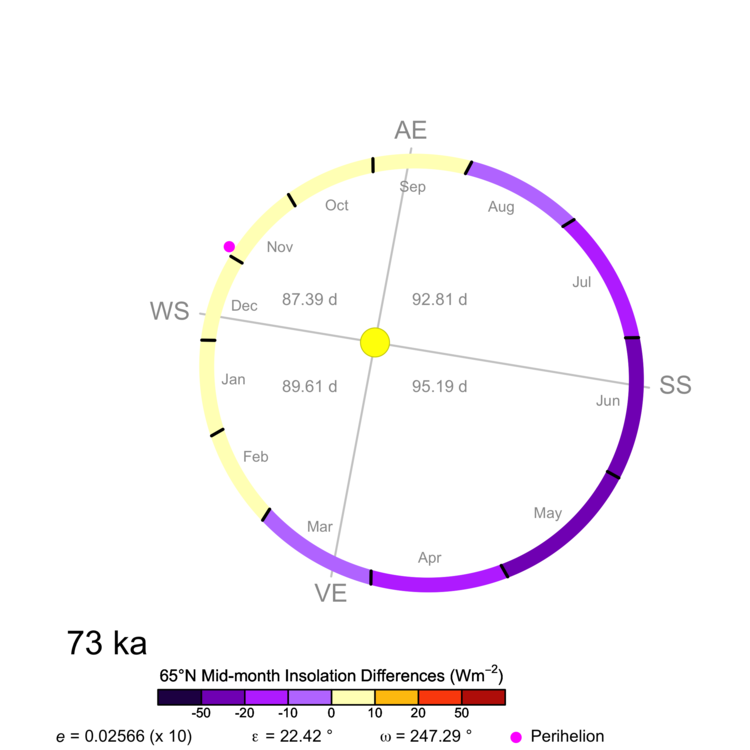 AE
Sep
Oct
Aug
Nov
Jul
87.39 d
92.81 d
WS
Dec
Jan
89.61 d
95.19 d
SS
Jun
Feb
Mar
May
Apr
VE
73 ka
65°N Mid-month Insolation Differences (Wm⁻²)
-50 -20 -10 0 10 20 50
e = 0.02566 (x 10) ε = 22.42 ° ω = 247.29 ° Perihelion